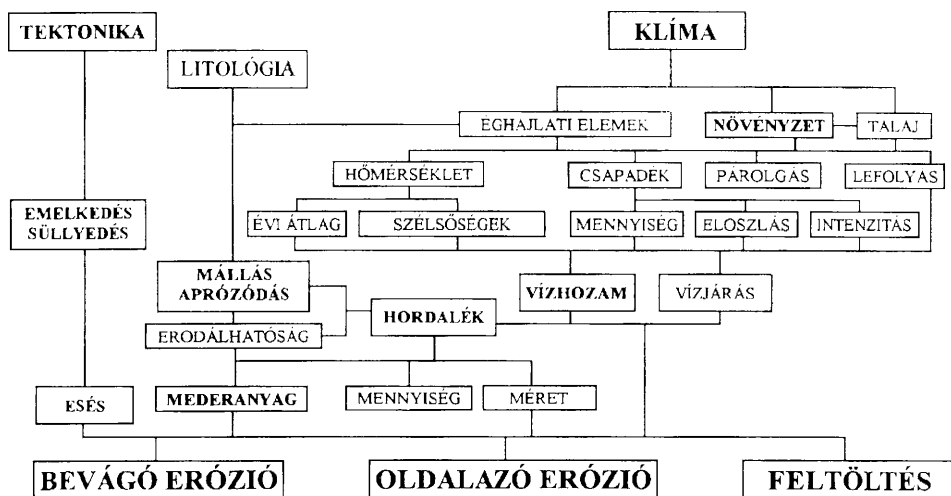 TEKTONIKA
KLÍMA
LITOLÓGIA
ÉGHAJLATI ELEMEK
NÖVÉNYZET
TALAJ
HŐMÉRSÉKLET
CSAPADÉK
PÁROLGÁS
LEFOLYÁS
EMELKEDÉS
SÜLLYEDÉS
ÉVI ÁTLAG
SZÉLSŐSÉGEK
MENNYISÉG
ELOSZLÁS
INTENZITÁS
MÁLLÁS
APRÓZÓDÁS
VÍZHOZAM
VÍZJÁRÁS
HORDALÉK
ERODÁLHATÓSÁG
ESÉS
MEDERANYAG
MENNYISÉG
MÉRET
BEVÁGÓ ERÓZIÓ
OLDALAZÓ ERÓZIÓ
FELTÖLTÉS